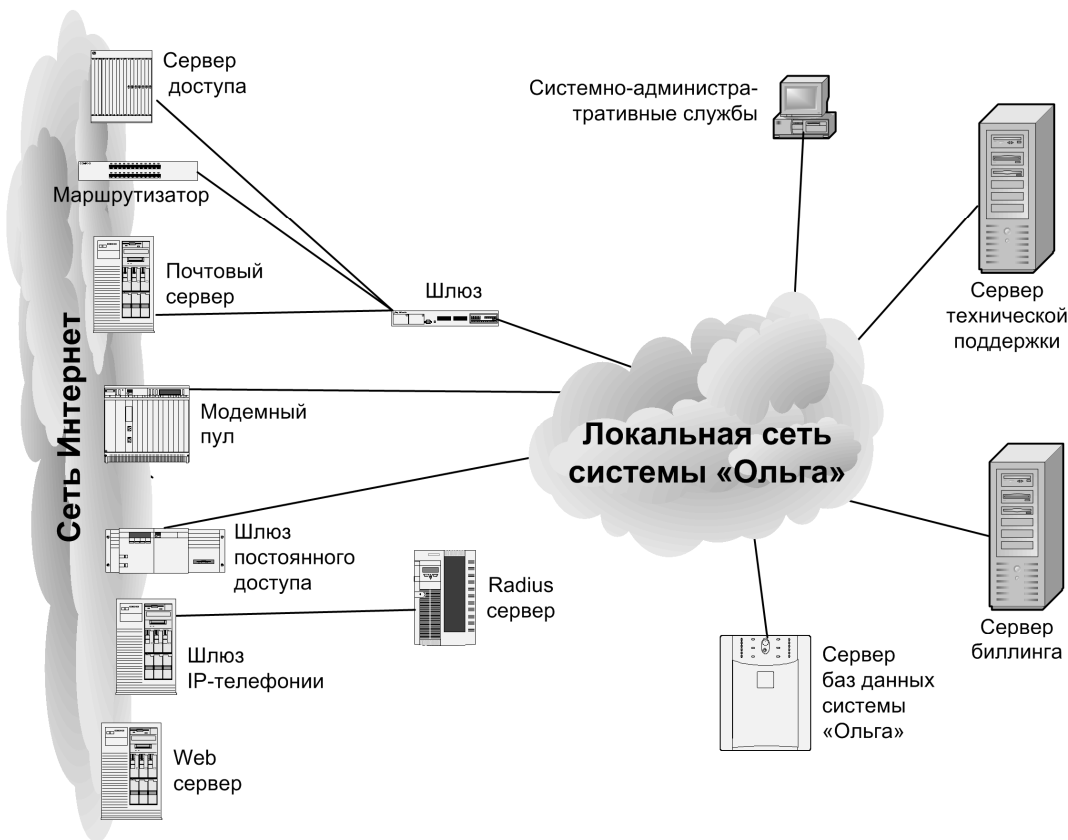 Сервер
доступа
Маршрутизатор
Почтовый
сервер
Шлюз
Модемный
пул
Сеть Интернет
Шлюз
постоянного
доступа
Radius
сервер
Шлюз
IP-телефонии
Web
сервер
Системно-администра-
тративные службы
Сервер
технической
поддержки
Локальная сеть
системы «Ольга»
Сервер
биллинга
Сервер
баз данных
системы
«Ольга»